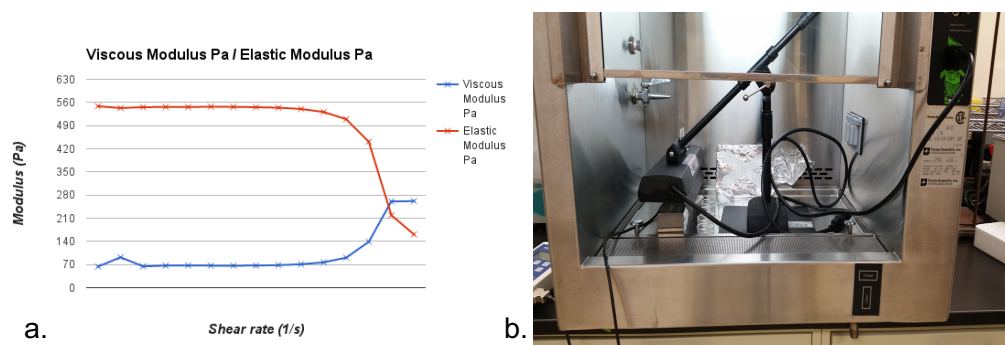 Viscous Modulus Pa / Elastic Modulus Pa
630
560
490
420
350
280
210
140
70
0
Modulus (Pa)
Shear rate (1/s)
Viscous
Modulus
Pa
Elastic
Modulus
Pa
a.
b.